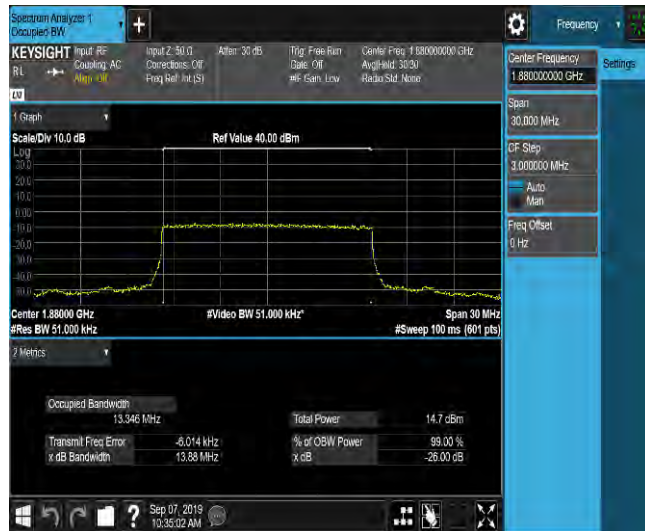 Spectrum Analyzer 1
Occupied BW
Frequency
KEYSIGHT Input: RF Input Z: 50 Ω Atten: 30 dB Trig: Free Run Center Freq: 1.880000000 GHz
RL Coupling: AC Corrections: Off Gate: Off Avg|Hold: 30/30
Align: Off Freq Ref: Int (S) #IF Gain: Low Radio Std: None
Center Frequency
1.880000000 GHz
Settings
Span
30.000 MHz
CF Step
3.000000 MHz
Auto
Man
Freq Offset
0 Hz
1 Graph
Scale/Div 10.0 dB Ref Value 40.00 dBm
Log
30.0
20.0
10.0
0.00
-10.0
-20.0
-30.0
-40.0
-50.0
Center 1.88000 GHz #Video BW 51.000 kHz* Span 30 MHz
#Res BW 51.000 kHz #Sweep 100 ms (601 pts)
2 Metrics
Occupied Bandwidth
13.346 MHz Total Power 14.7 dBm
Transmit Freq Error -6.014 kHz % of OBW Power 99.00 %
x dB Bandwidth 13.88 MHz x dB -26.00 dB
Sep 07, 2019
10:35:02 AM